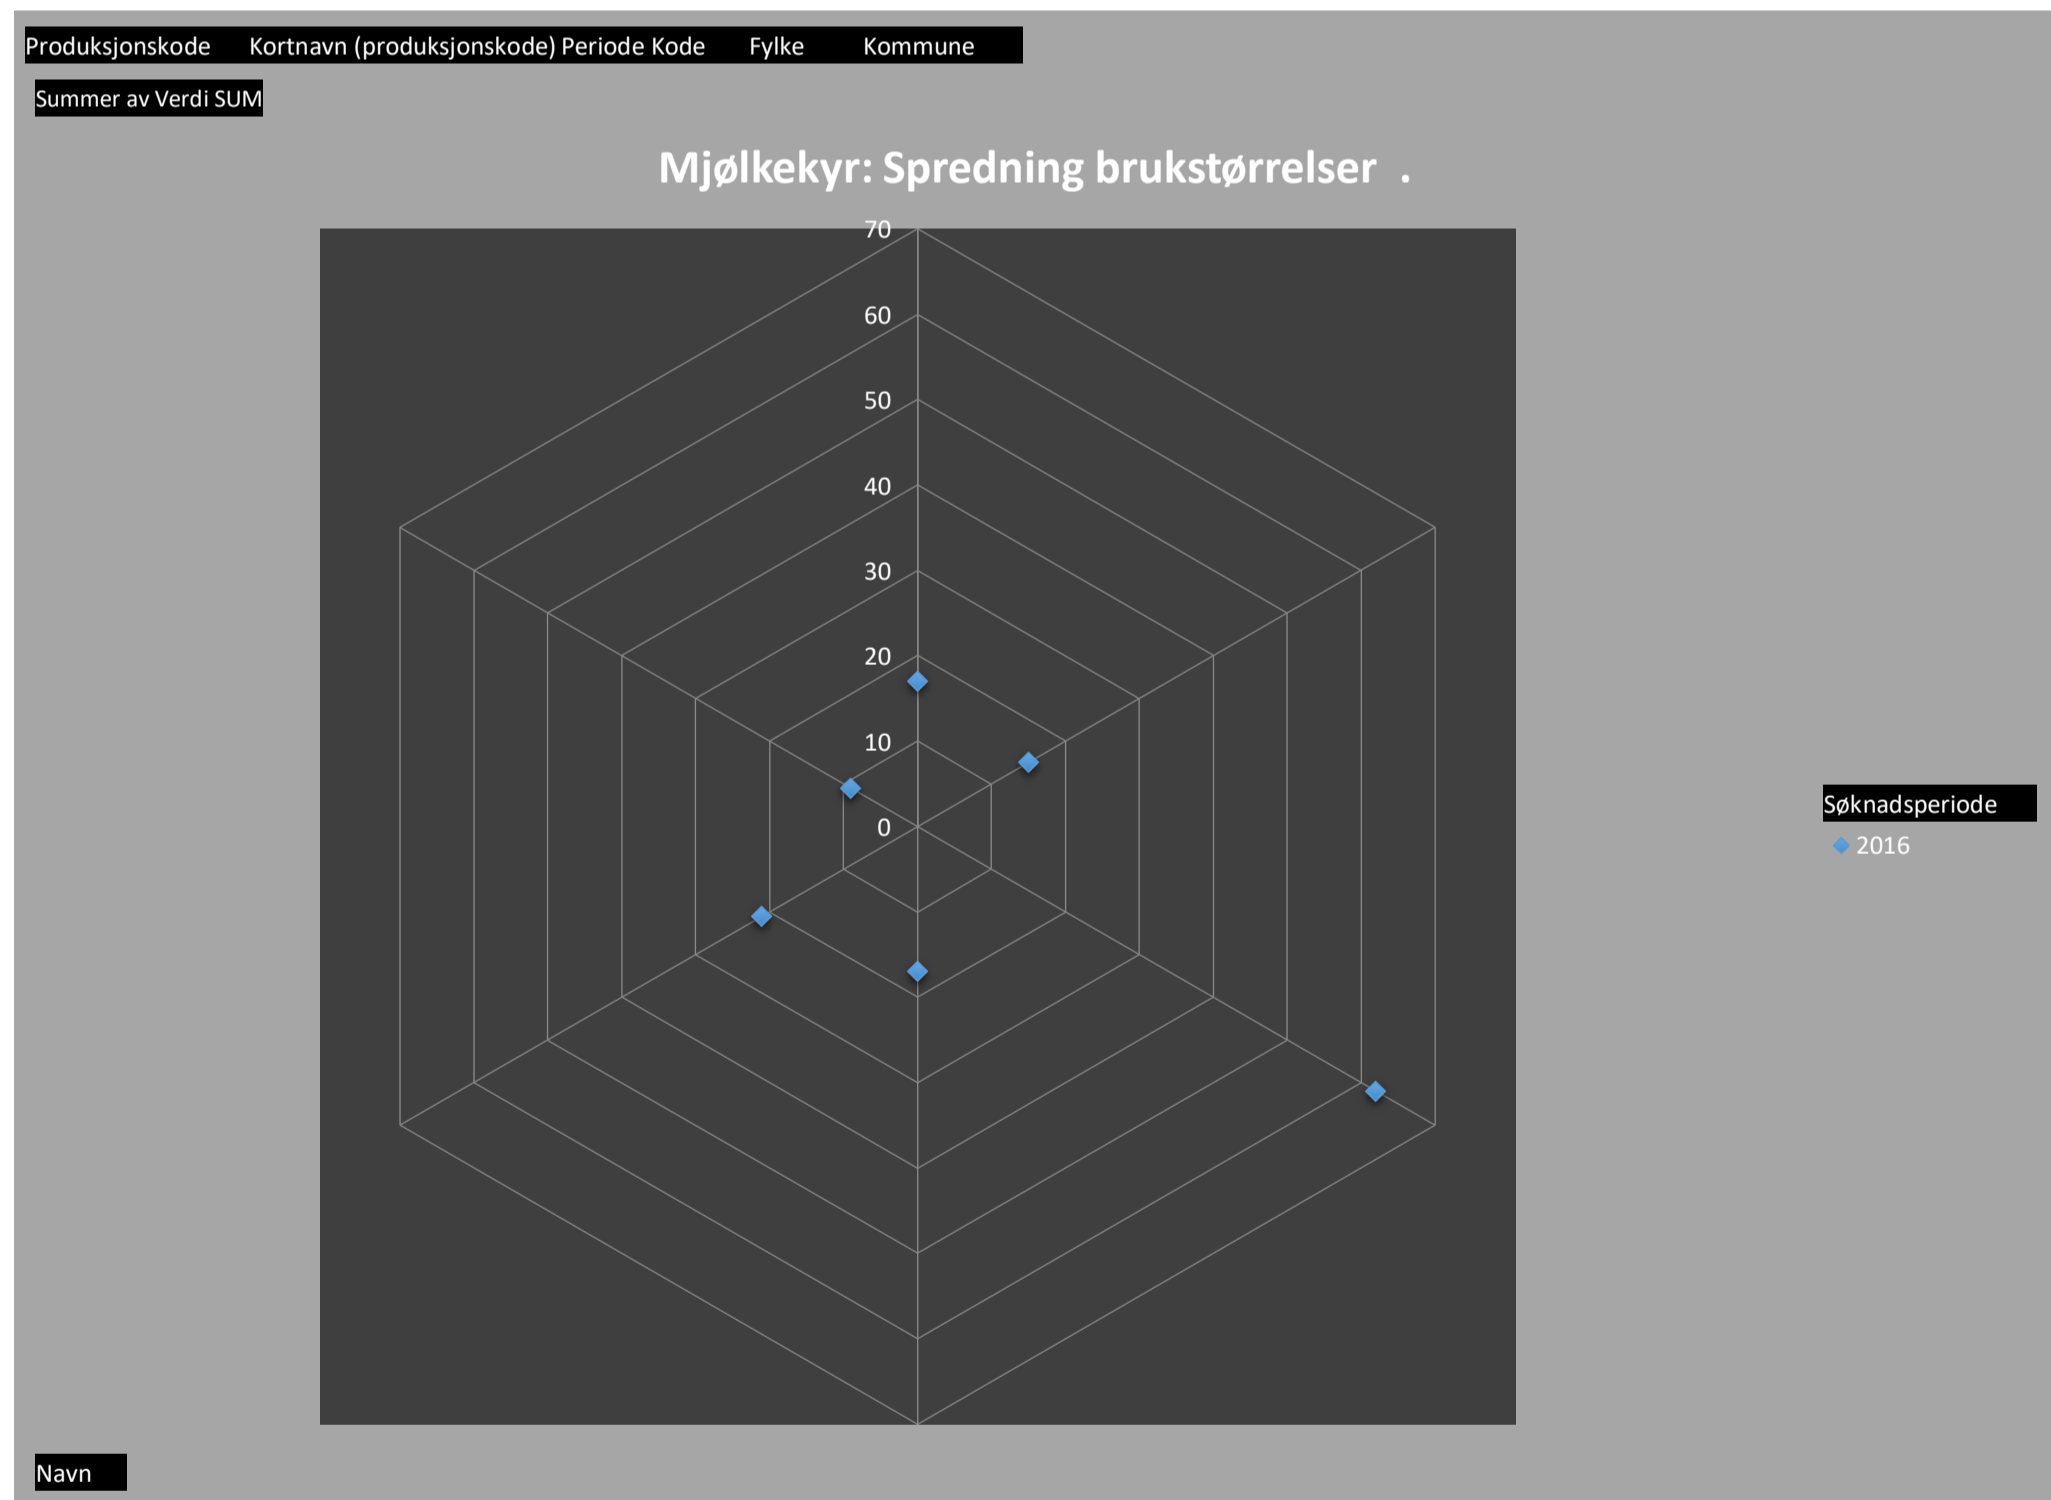 Produksjonskode Kortnavn (produksjonskode) Periode Kode Fylke Kommune
Summer av Verdi SUM
Mjølkekyr: Spredning brukstørrelser .
70
60
50
40
30
20
10
0
Søknadsperiode
2016
Navn